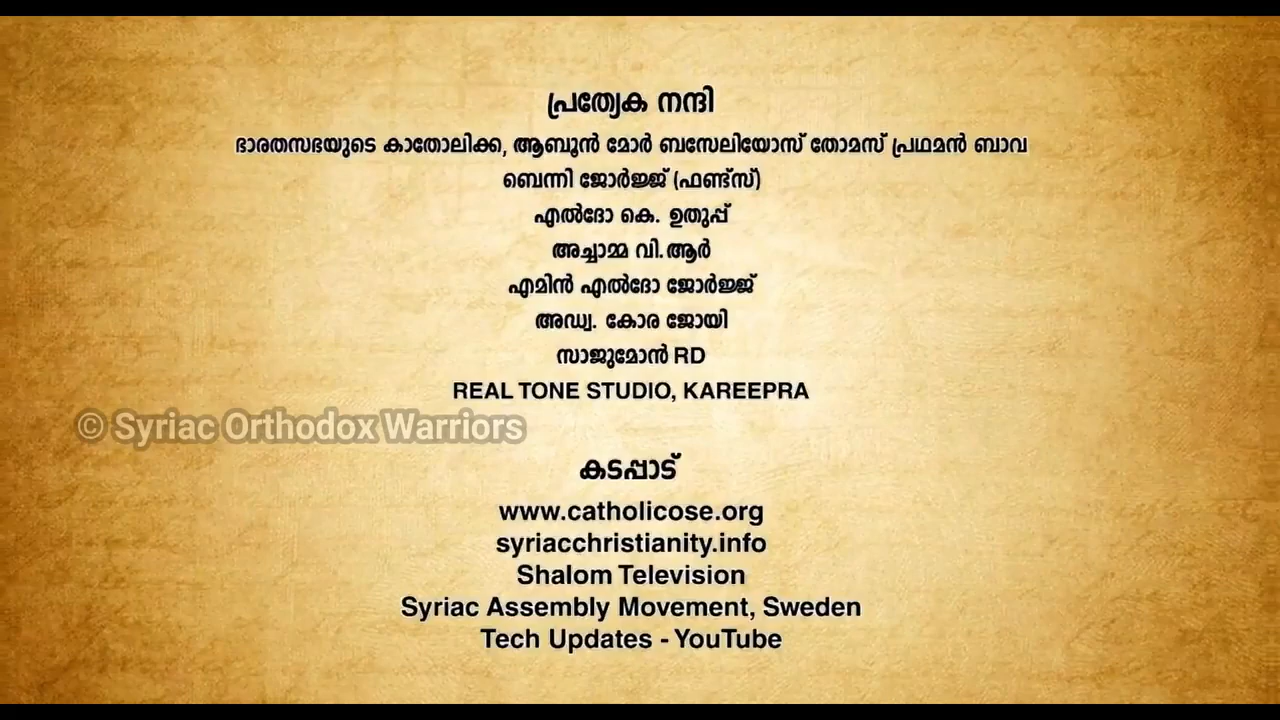 പ്രത്യേക നന്ദി
ഭാരതസഭയുടെ കാതോലിക്ക, ആബൂൻ മോർ ബസേലിയോസ് തോമസ് പ്രഥമൻ ബാവ
ബെന്നി ജോർജ്ജ് (ഫണ്ട്സ്)
എൽദോ കെ. ഉതുപ്പ്
അച്ചാമ്മ വി.ആർ
എമിൻ എൽദോ ജോർജ്ജ്
അഡ്വ. കോര ജോയി
സാജുമോൻ RD
REAL TONE STUDIO, KAREEPRA
© Syriac Orthodox Warriors
കടപ്പാട്
www.catholicose.org
syriacchristianity.info
Shalom Television
Syriac Assembly Movement, Sweden
Tech Updates - YouTube